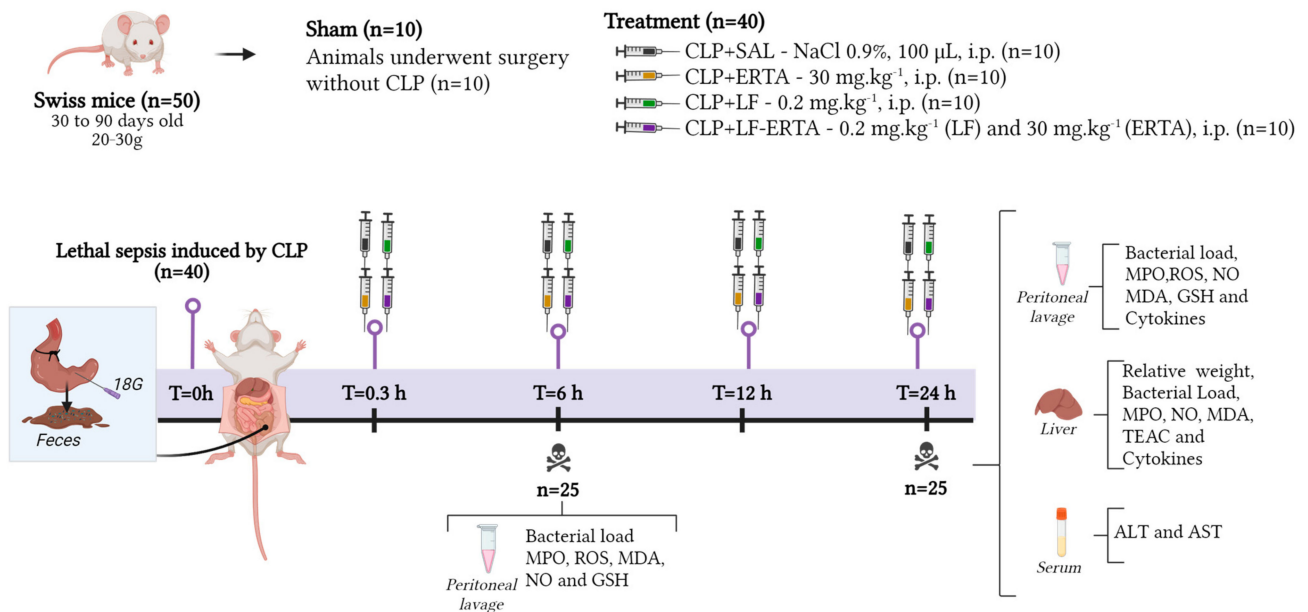 Swiss mice (n=50)
30 to 90 days old
20-30g
Sham (n=10)
Animals underwent surgery
without CLP (n=10)
Treatment (n=40)
CLP+SAL - NaCl 0.9%, 100 μL, i.p. (n=10)
CLP+ERTA - 30 mg.kg⁻¹, i.p. (n=10)
CLP+LF - 0.2 mg.kg⁻¹, i.p. (n=10)
CLP+LF-ERTA - 0.2 mg.kg⁻¹ (LF) and 30 mg.kg⁻¹ (ERTA), i.p. (n=10)
Lethal sepsis induced by CLP
(n=40)
18G
Feces
T=0h
T=0.3 h
T=6 h
T=12 h
T=24 h
n=25
n=25
Peritoneal
lavage
Bacterial load
MPO, ROS, MDA,
NO and GSH
Peritoneal
lavage
Bacterial load,
MPO,ROS, NO
MDA, GSH and
Cytokines
Liver
Relative weight,
Bacterial Load,
MPO, NO, MDA,
TEAC and
Cytokines
Serum
ALT and AST